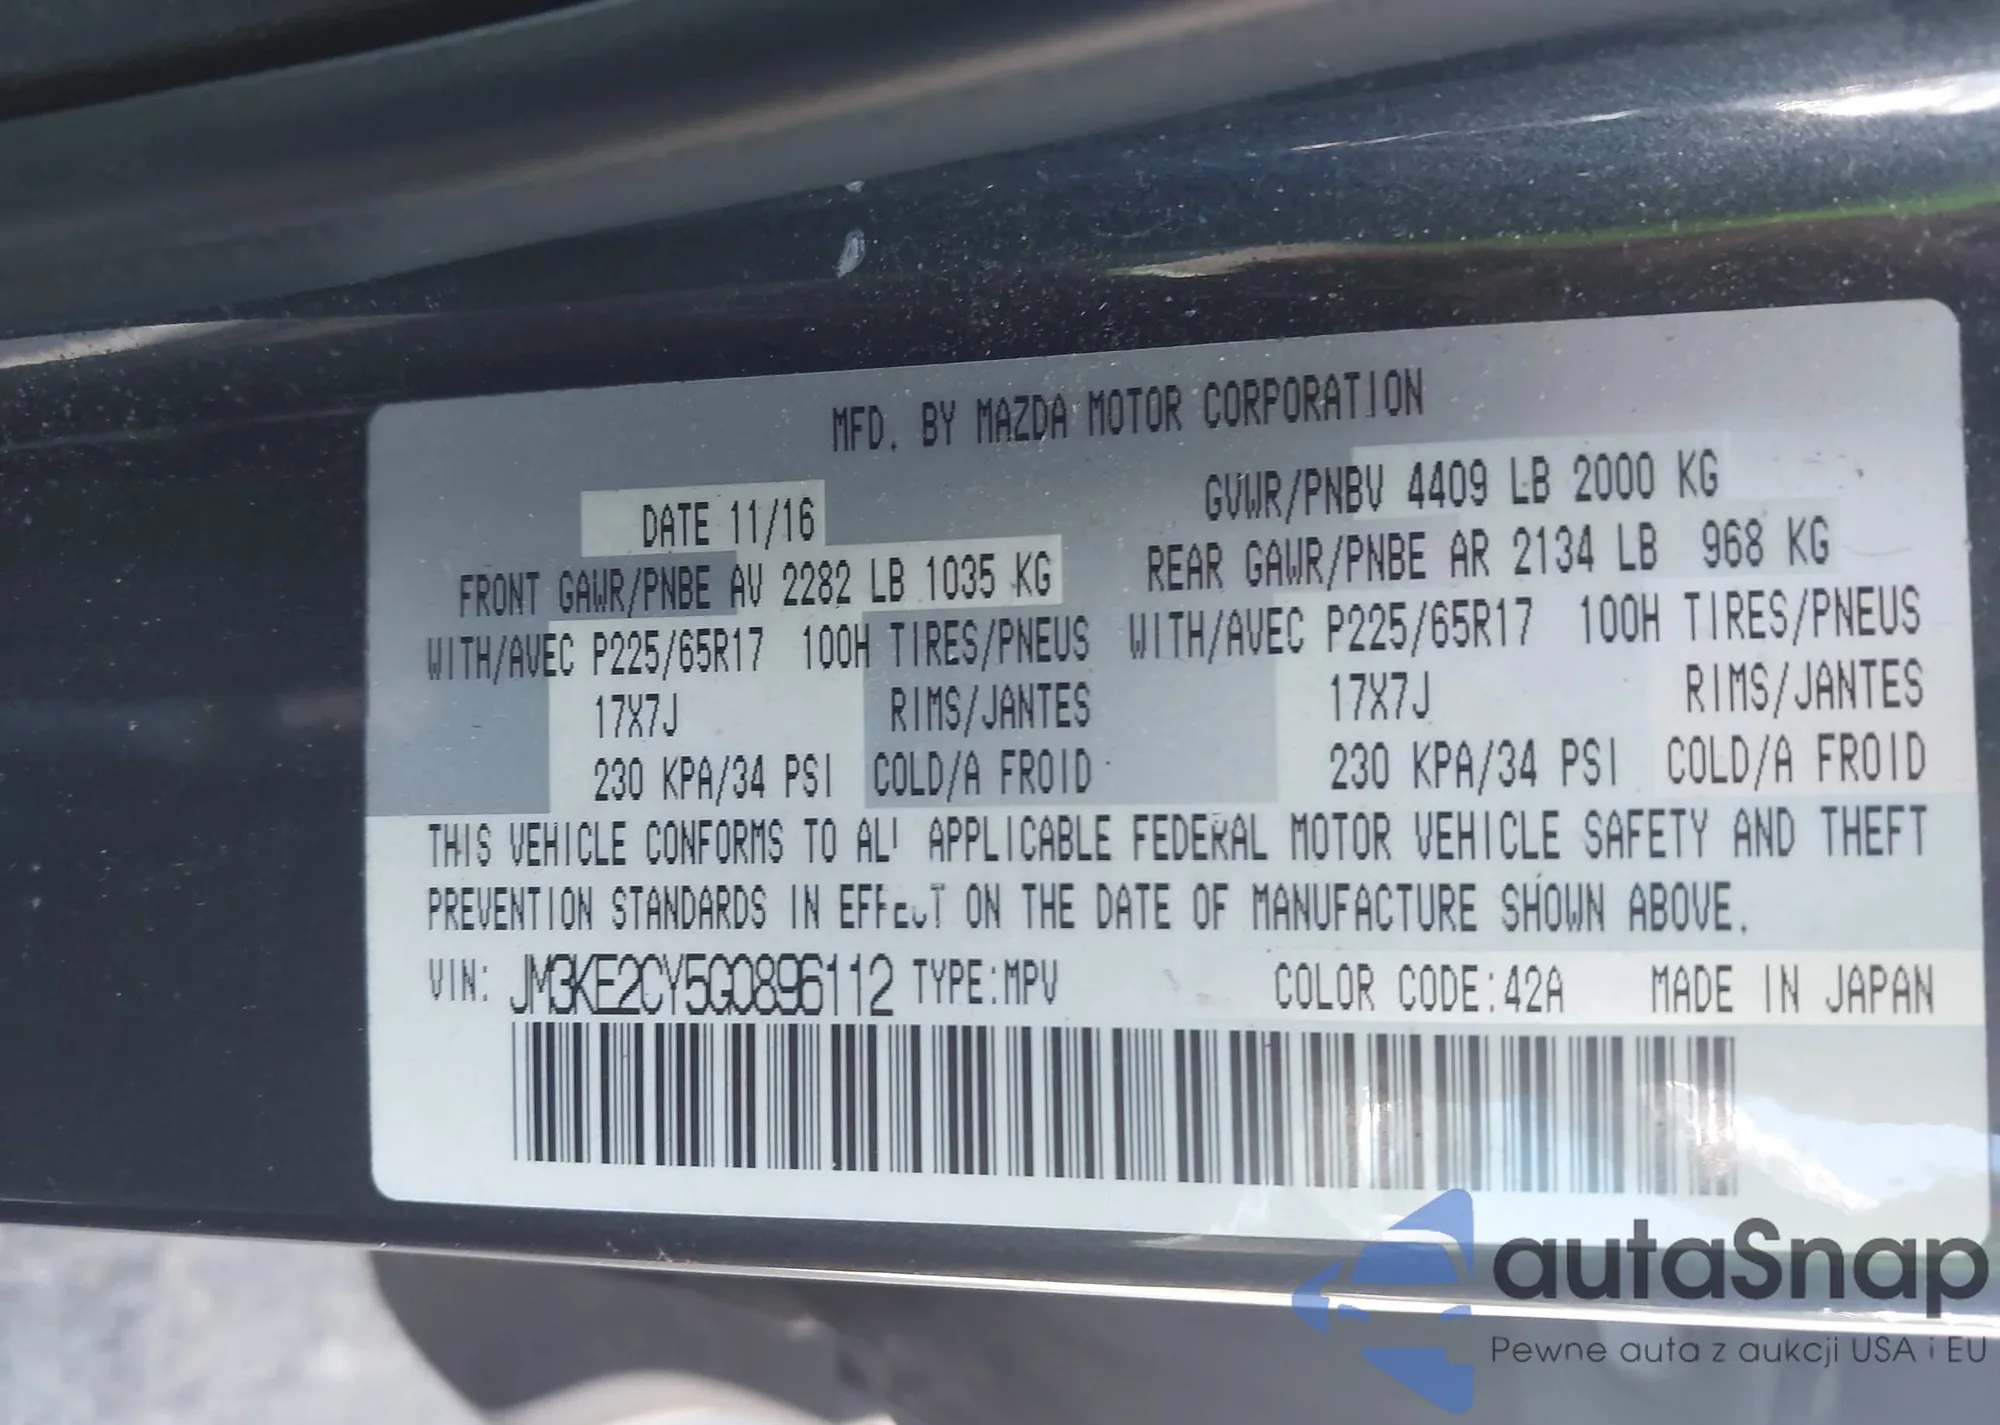 MFD. BY MAZDA MOTOR CORPORATION
DATE 11/16 GVWR/PNBV 4409 LB 2000 KG
FRONT GAWR/PNBE AV 2282 LB 1035 KG REAR GAWR/PNBE AR 2134 LB 968 KG
WITH/AVEC P225/65R17 100H TIRES/PNEUS WITH/AVEC P225/65R17 100H TIRES/PNEUS
17X7J RIMS/JANTES 17X7J RIMS/JANTES
230 KPA/34 PSI COLD/A FROID 230 KPA/34 PSI COLD/A FROID
THIS VEHICLE CONFORMS TO ALL APPLICABLE FEDERAL MOTOR VEHICLE SAFETY AND THEFT
PREVENTION STANDARDS IN EFFECT ON THE DATE OF MANUFACTURE SHOWN ABOVE.
VIN: JM3KE2CY5G0896112 TYPE:MPV COLOR CODE:42A MADE IN JAPAN
autaSnap
Pewne auta z aukcji USA i EU